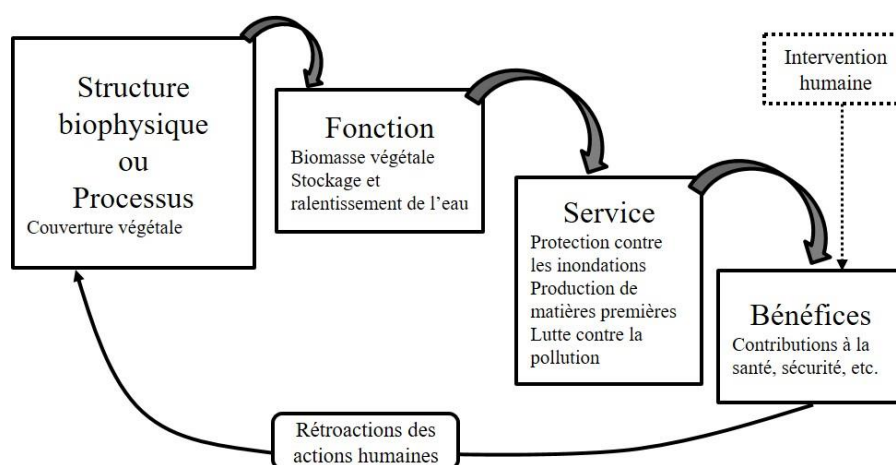 Structure
biophysique
ou
Processus
Couverture végétale
Fonction
Biomasse végétale
Stockage et
ralentissement de l’eau
Service
Protection contre
les inondations
Production de
matières premières
Lutte contre la
pollution
Intervention
humaine
Bénéfices
Contributions à la
santé, sécurité, etc.
Rétroactions des
actions humaines